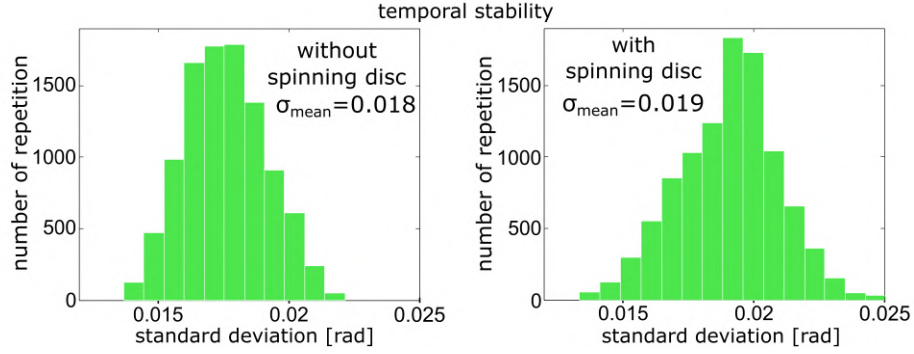 temporal stability
number of repetition
1500
1000
500
0
without
spinning disc
σmean=0.018
0.015
0.020
0.025
standard deviation [rad]
number of repetition
1500
1000
500
0
with
spinning disc
σmean=0.019
0.015
0.020
0.025
standard deviation [rad]